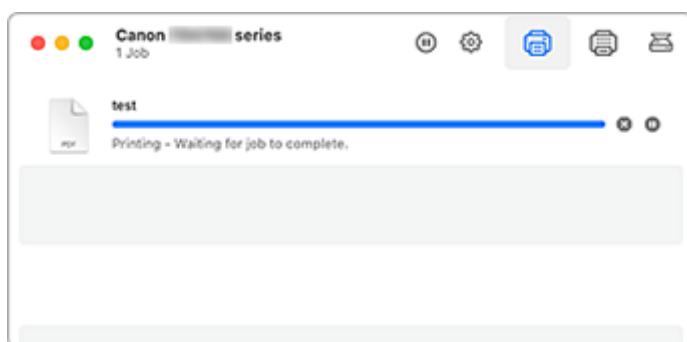 Canon series
1 Job
test
Printing - Waiting for job to complete.
PDF